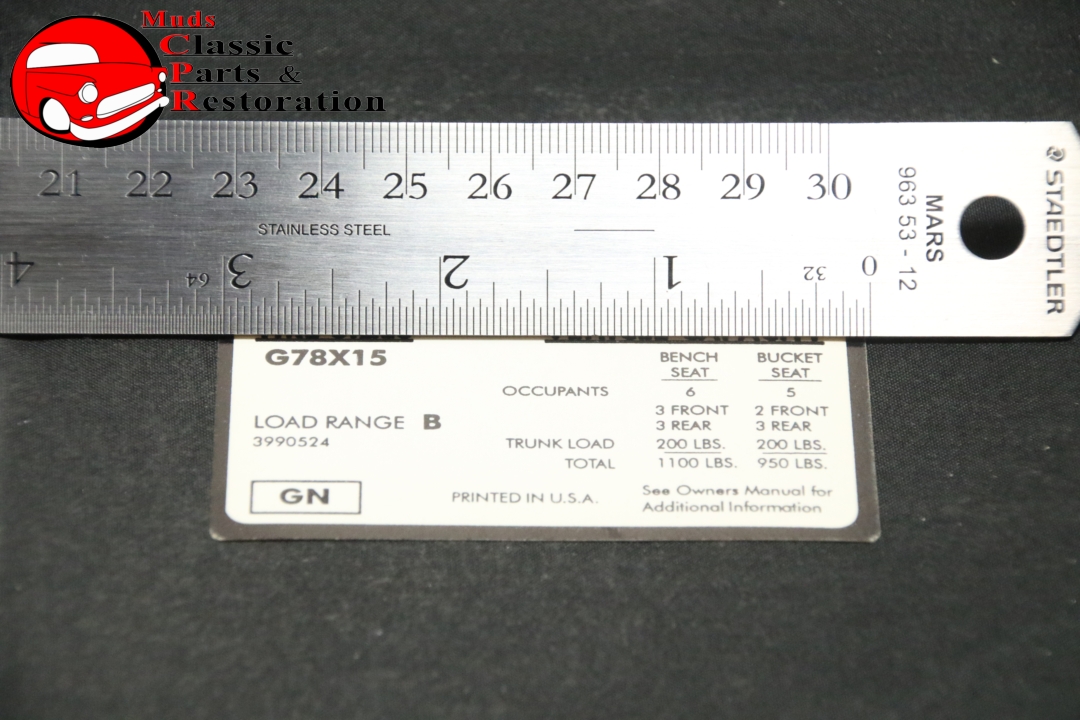 Muds
Classic
Parts &
Restoration
21 22 23 24 25 26 27 28 29 30
STAINLESS STEEL
4 64 3 2 1 32 0
MARS
963 53 - 12
STAEDTLER
G78X15
BENCH SEAT BUCKET SEAT
OCCUPANTS 6 5
3 FRONT 2 FRONT
LOAD RANGE B 3 REAR 3 REAR
3990524 TRUNK LOAD 200 LBS. 200 LBS.
TOTAL 1100 LBS. 950 LBS.
GN PRINTED IN U.S.A. See Owners Manual for
Additional Information